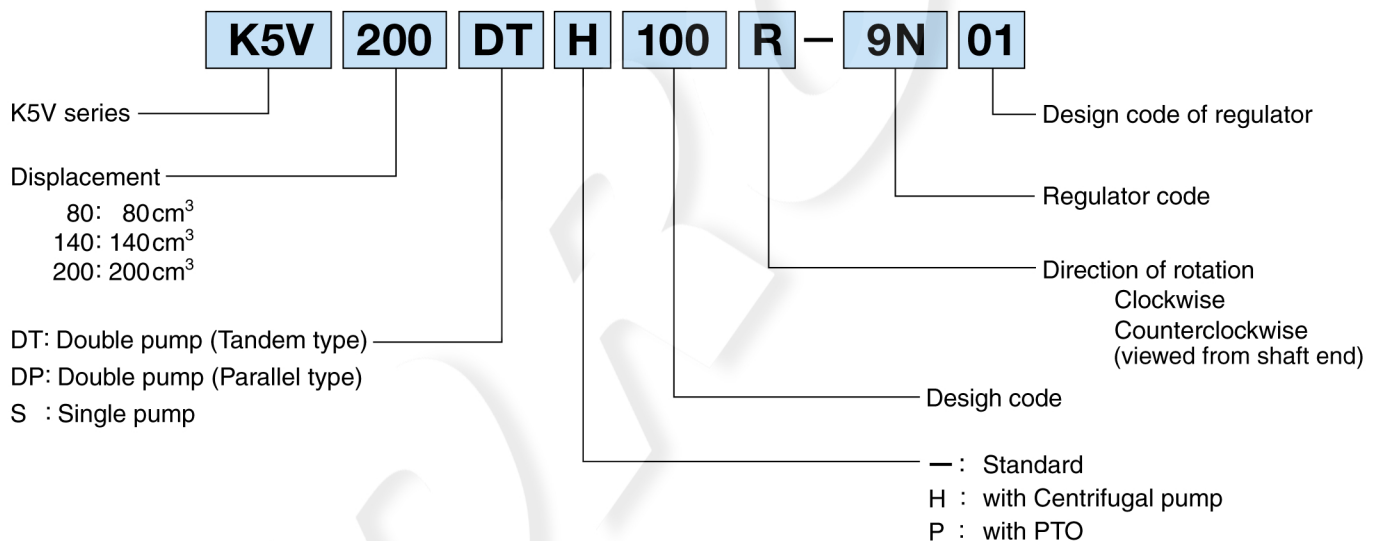 K5V 200 DT H 100 R – 9N 01
K5V series
Design code of regulator
Displacement
80: 80cm³
140: 140cm³
200: 200cm³
Regulator code
Direction of rotation
Clockwise
Counterclockwise
(viewed from shaft end)
DT: Double pump (Tandem type)
DP: Double pump (Parallel type)
S : Single pump
Desigh code
— : Standard
H : with Centrifugal pump
P : with PTO